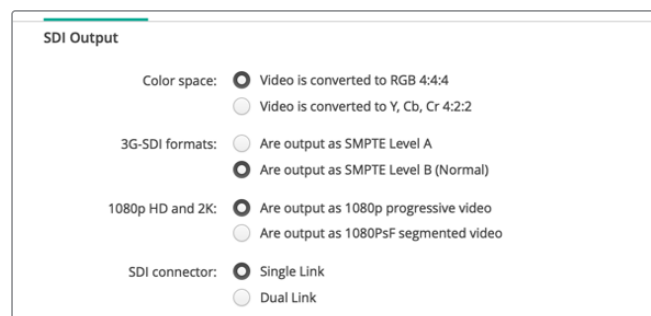 SDI Output
Color space: Video is converted to RGB 4:4:4
Video is converted to Y, Cb, Cr 4:2:2
3G-SDI formats: Are output as SMPTE Level A
Are output as SMPTE Level B (Normal)
1080p HD and 2K: Are output as 1080p progressive video
Are output as 1080PsF segmented video
SDI connector: Single Link
Dual Link